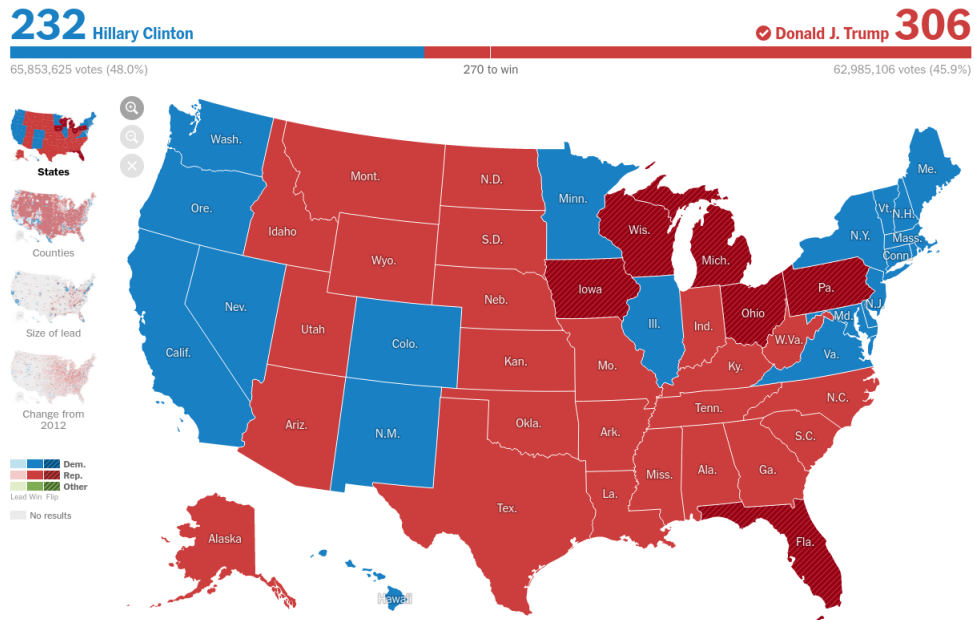 232 Hillary Clinton
Donald J. Trump 306
65,853,625 votes (48.0%)
270 to win
62,985,106 votes (45.9%)
States
Counties
Size of lead
Change from
2012
Dem.
Rep.
Other
Lead Win Flip
No results
Wash.
Ore.
Calif.
Nev.
Idaho
Mont.
Wyo.
Utah
Ariz.
Colo.
N.M.
N.D.
S.D.
Neb.
Kan.
Okla.
Tex.
Minn.
Iowa
Mo.
Ark.
La.
Wis.
Ill.
Mich.
Ind.
Ohio
Ky.
Tenn.
Miss.
Ala.
Ga.
Fla.
S.C.
N.C.
Va.
W.Va.
Md.
Pa.
N.J.
N.Y.
Conn.
Mass.
Vt.
N.H.
Me.
Alaska
Hawaii